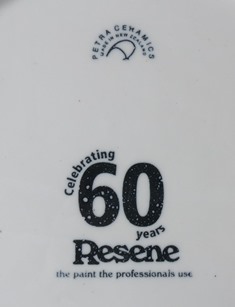 PETRA CERAMICS
MADE IN NEW ZEALAND
Celebrating
60
years
Resene
the paint the professionals use